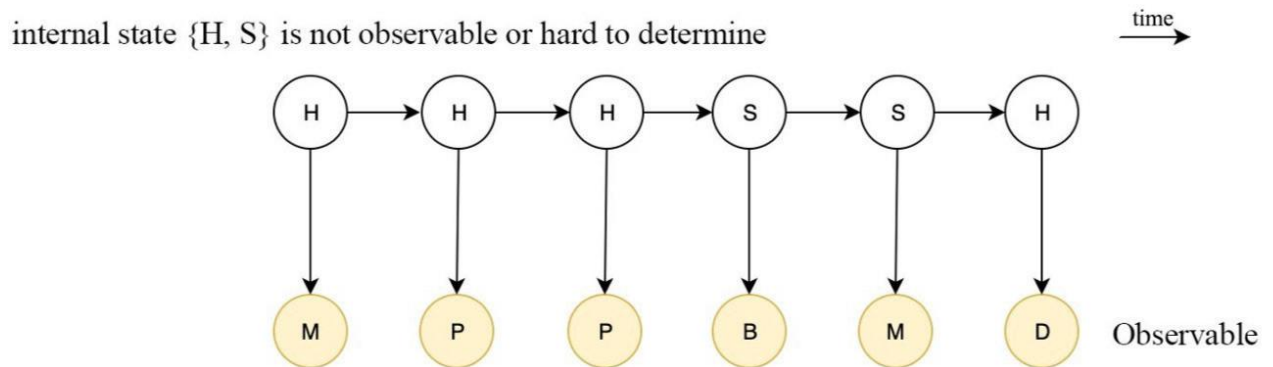 time
internal state {H, S} is not observable or hard to determine
H H H S S H
M P P B M D Observable